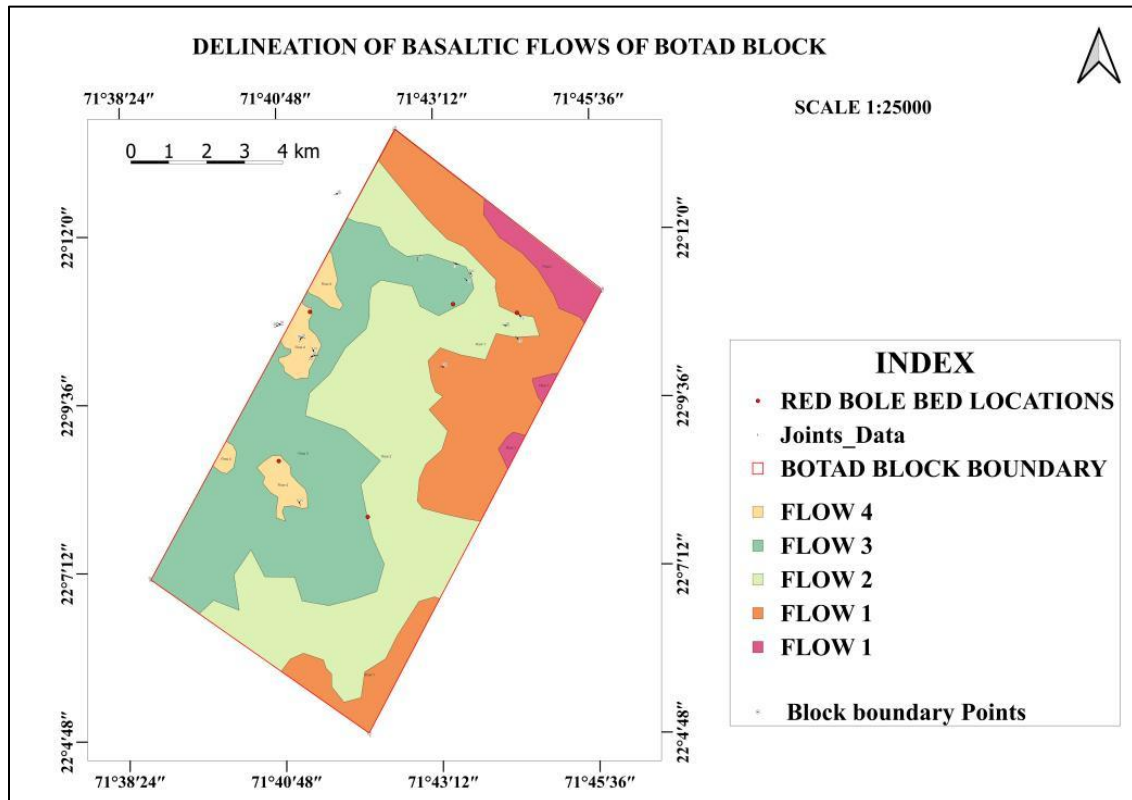 DELINEATION OF BASALTIC FLOWS OF BOTAD BLOCK
71°38′24″ 71°40′48″ 71°43′12″ 71°45′36″
SCALE 1:25000
0 1 2 3 4 km
22°12′0″ 22°12′0″
22°9′36″ 22°9′36″
22°7′12″ 22°7′12″
22°4′48″ 22°4′48″
71°38′24″ 71°40′48″ 71°43′12″ 71°45′36″
INDEX
RED BOLE BED LOCATIONS
Joints_Data
BOTAD BLOCK BOUNDARY
FLOW 4
FLOW 3
FLOW 2
FLOW 1
FLOW 1
Block boundary Points